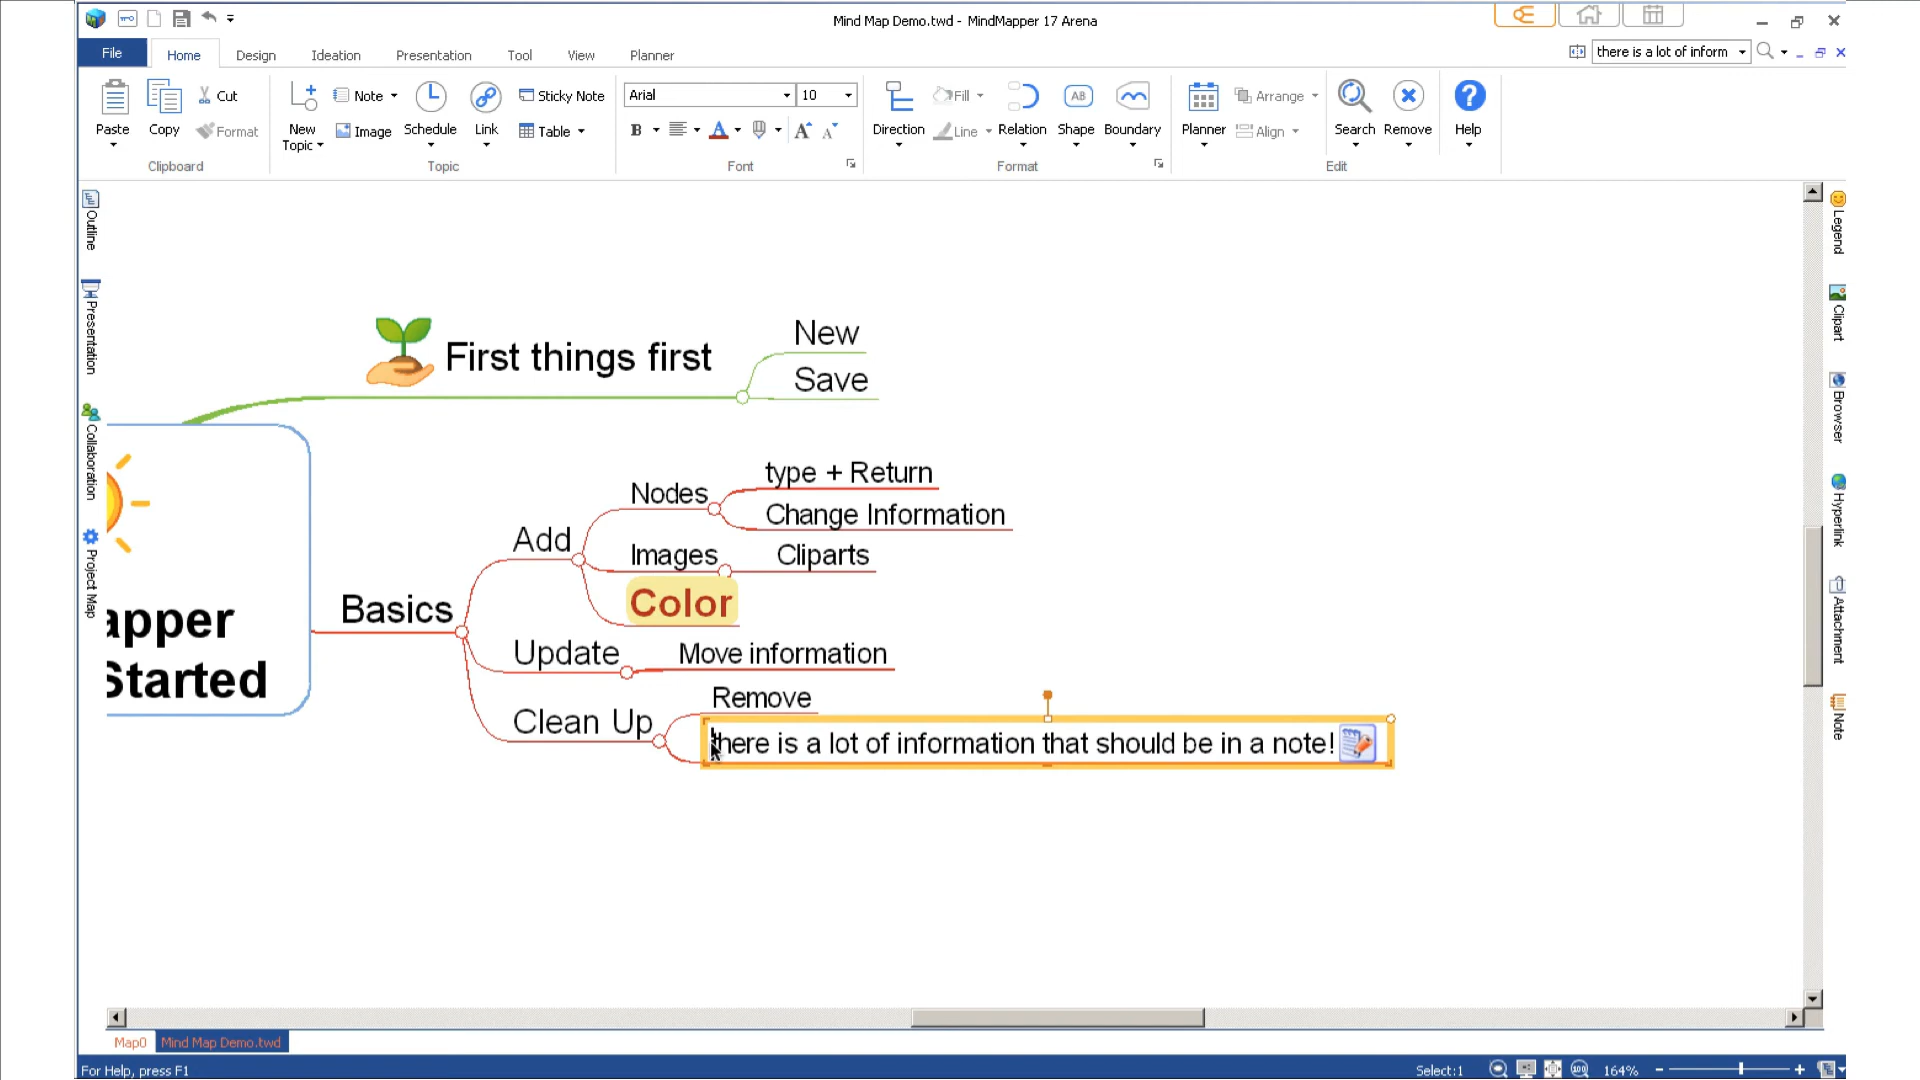 Mind Map Demo.twd - MindMapper 17 Arena
File Home Design Ideation Presentation Tool View Planner
there is a lot of inform
Paste Copy Cut Format
Clipboard
New Topic Note Image Schedule Link Sticky Note Table
Topic
Arial 10
B A A A
Font
Direction Fill Line Relation AB Shape Boundary
Format
Planner Arrange Align
Search Remove Help
Edit
Outline
Presentation
Collaboration
Project Map
Legend
Clipart
Browser
Hyperlink
Attachment
Note
First things first
New
Save
apper
Started
Basics
Add
Nodes
type + Return
Change Information
Images
Cliparts
Color
Update
Move information
Clean Up
Remove
there is a lot of information that should be in a note!
Map0 Mind Map Demo.twd
For Help, press F1
Select:1 164%